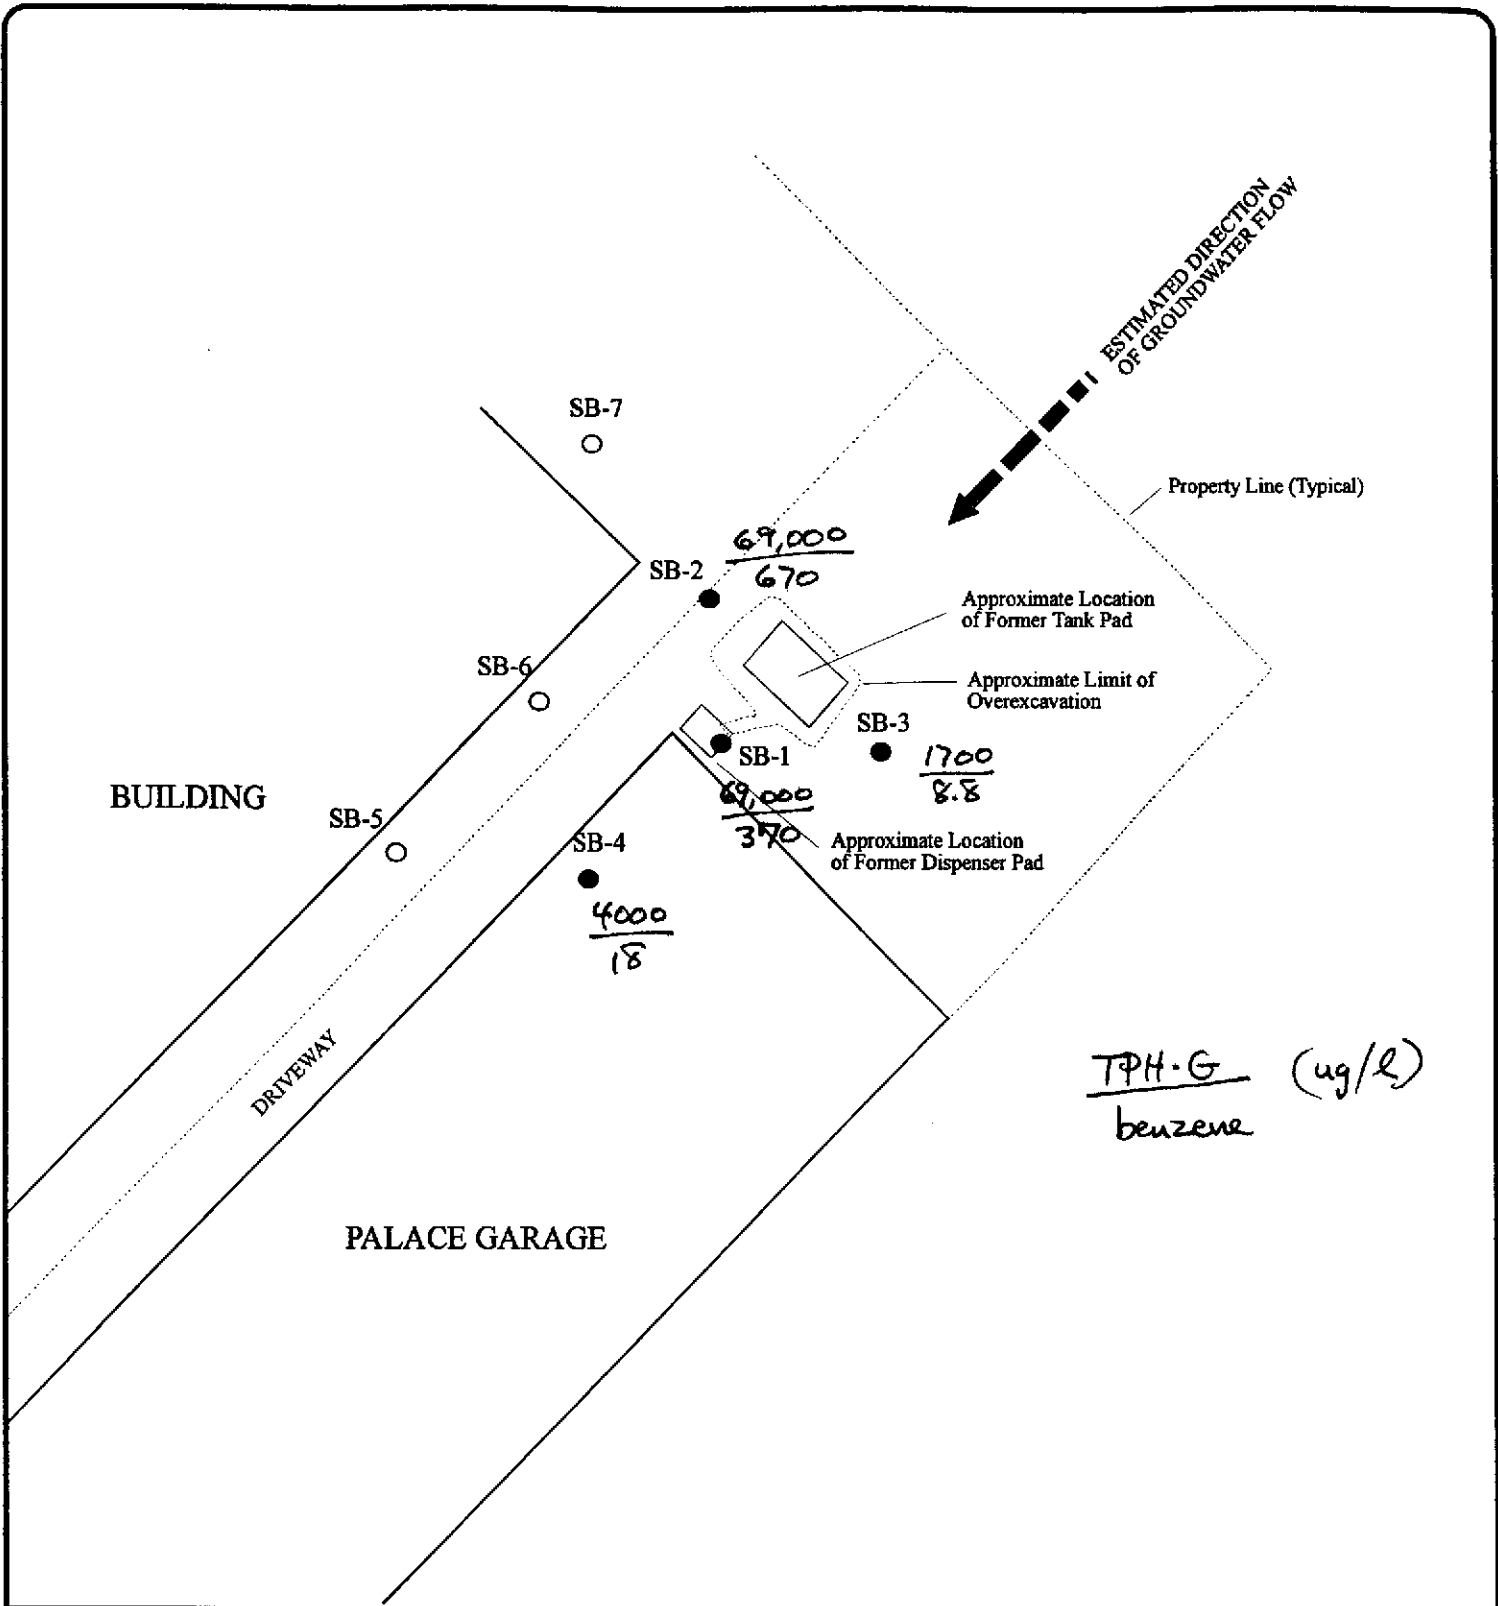 ESTIMATED DIRECTION
OF GROUNDWATER FLOW
SB-7
Property Line (Typical)
69,000
670
SB-2
Approximate Location
of Former Tank Pad
SB-6
Approximate Limit of
Overexcavation
SB-3
1700
8.8
SB-1
69,000
370
BUILDING
SB-5
SB-4
4000
18
Approximate Location
of Former Dispenser Pad
DRIVEWAY
TPH-G (ug/l)
benzene
PALACE GARAGE